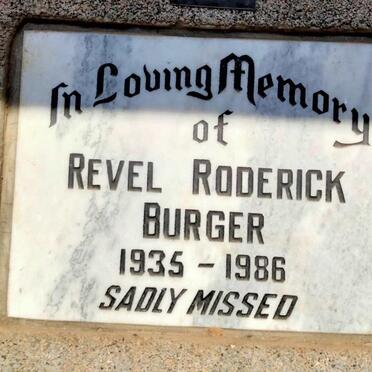 In Loving Memory
of
REVEL RODERICK
BURGER
1935 – 1986
SADLY MISSED